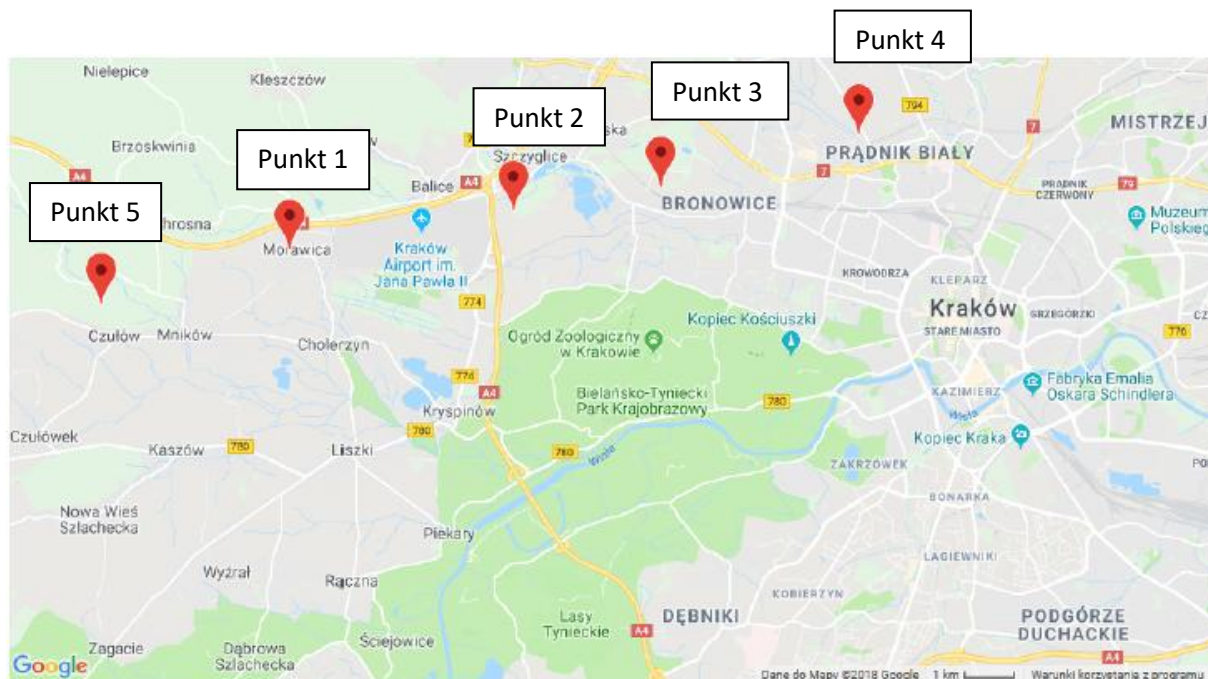 Punkt 4
Punkt 3
Punkt 2
Punkt 1
Punkt 5
Nielepice
Kleszczów
794
7
MISTRZEJ
Brzoskwinia
Szczyglice
PRĄDNIK BIAŁY
A4
Balice
A4
7
PRĄDNIK
CZERWONY
79
BRONOWICE
Muzeum
Polskiego
Morawica
Kraków
Airport im.
Jana Pawła II
KROWODRZA
KLEPARZ
774
Kraków
GRZEGÓRZKI
Kopiec Kościuszki
STARE MIASTO
776
Czułów
Mników
Cholerzyn
Ogród Zoologiczny
w Krakowie
774
A4
Bielańsko-Tyniecki
Park Krajobrazowy
780
KAZIMIERZ
Fabryka Emalia
Oskara Schindlera
Kryspinów
Wisła
Czułówek
Kaszów
780
Liszki
780
780
Wisła
Kopiec Kraka
ZAKRZÓWEK
BONARKA
Nowa Wieś
Szlachecka
Piekary
ŁAGIEWNIKI
Wyźrał
Rączna
KOBIERZYN
Lasy
Tynieckie
DĘBNIKI
PODGÓRZE
DUCHACKIE
A4
A4
Zagacie
Dąbrowa
Szlachecka
Ściejowice
Google
Dane do Mapy ©2018 Google 1 km Warunki korzystania z programu